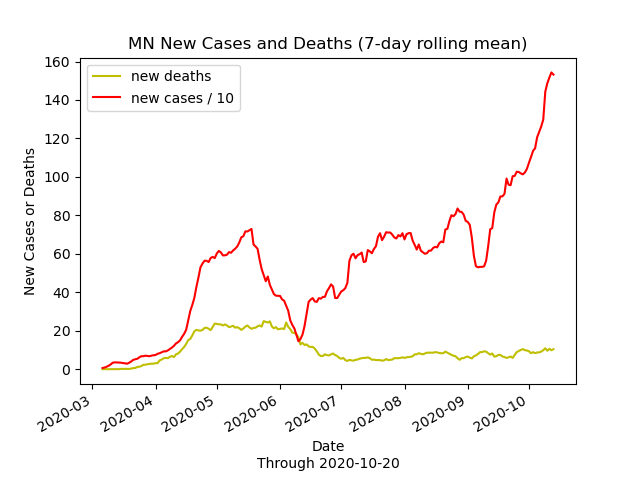 MN New Cases and Deaths (7-day rolling mean)
new deaths
new cases / 10
New Cases or Deaths
160
140
120
100
80
60
40
20
0
2020-03
2020-04
2020-05
2020-06
2020-07
2020-08
2020-09
2020-10
Date
Through 2020-10-20